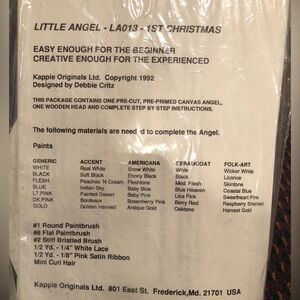 LITTLE ANGEL - LA013 - 1ST CHRISTMAS
EASY ENOUGH FOR THE BEGINNER
CREATIVE ENOUGH FOR THE EXPERIENCED
Kappie Originals Ltd. Copyright 1992
Designed by Debbie Critz
THIS PACKAGE CONTAINS ONE PRE-CUT, PRE-PRIMED CANVAS ANGEL,
ONE WOODEN HEAD AND COMPLETE STEP BY STEP INSTRUCTIONS.
The following materials are needed to complete the Angel.
Paints
GENERIC ACCENT AMERICANA CERAMCOAT FOLK-ART
WHITE Real White Snow White White Wicker White
BLACK Soft Black Ebony Black Black Licorice
FLESH Peaches 'N Cream Fleshtone Med. Flesh Skintone
BLUE Indian Sky Baby Blue Blue Heaven Coastal Blue
LT.PINK Painted Desert Baby Pink Lisa Pink Sweetheart Pink
DK.PINK Bordeaux Bosenberry Pink Berry Red Raspberry Sherbet
GOLD Golden Harvest Antique Gold Oaktone Harvest Gold
#1 Round Paintbrush
#8 Flat Paintbrush
#2 Stiff Bristled Brush
1/2 Yd. - 1/4" White Lace
1/2 Yd. - 1/8" Pink Satin Ribbon
Mini Curl Hair
Kappie Originals Ltd. 801 East St. Frederick, Md. 21701 USA